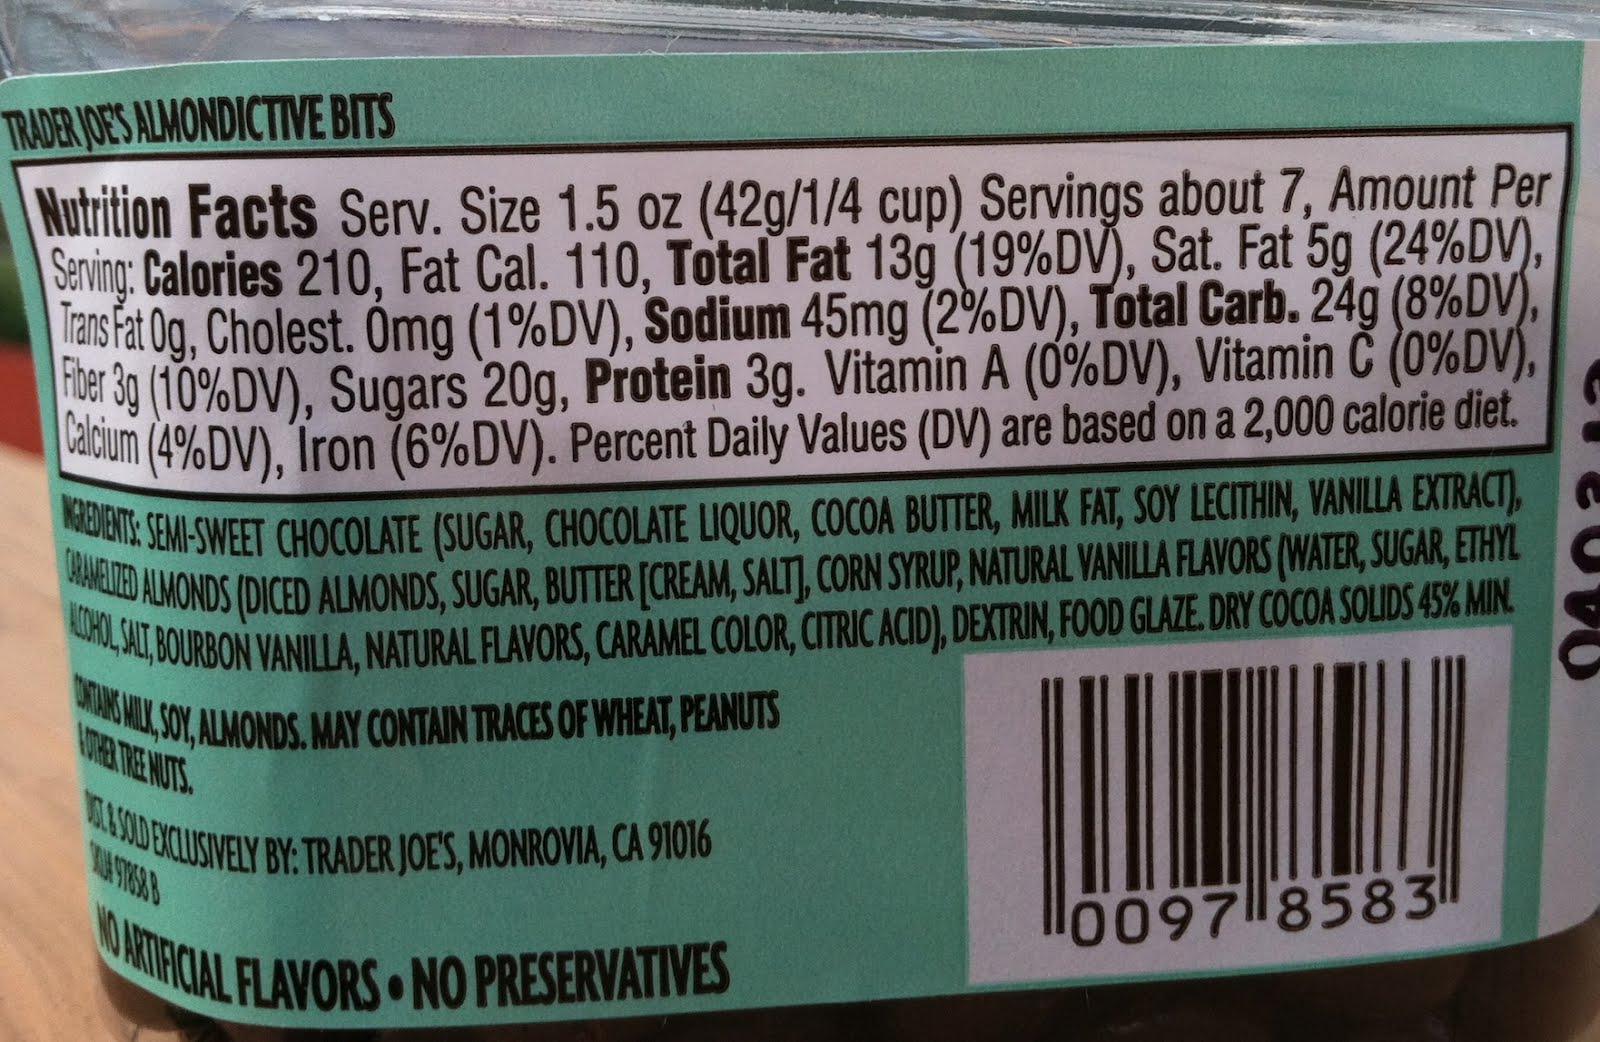 TRADER JOE'S ALMONDICTIVE BITS
Nutrition Facts Serv. Size 1.5 oz (42g/1/4 cup) Servings about 7, Amount Per
Serving: Calories 210, Fat Cal. 110, Total Fat 13g (19%DV), Sat. Fat 5g (24%DV),
Trans Fat 0g, Cholest. 0mg (1%DV), Sodium 45mg (2%DV), Total Carb. 24g (8%DV),
Fiber 3g (10%DV), Sugars 20g, Protein 3g. Vitamin A (0%DV), Vitamin C (0%DV),
Calcium (4%DV), Iron (6%DV). Percent Daily Values (DV) are based on a 2,000 calorie diet.
INGREDIENTS: SEMI-SWEET CHOCOLATE (SUGAR, CHOCOLATE LIQUOR, COCOA BUTTER, MILK FAT, SOY LECITHIN, VANILLA EXTRACT),
CARAMELIZED ALMONDS (DICED ALMONDS, SUGAR, BUTTER [CREAM, SALT], CORN SYRUP, NATURAL VANILLA FLAVORS (WATER, SUGAR, ETHYL
ALCOHOL, SALT, BOURBON VANILLA, NATURAL FLAVORS, CARAMEL COLOR, CITRIC ACID), DEXTRIN, FOOD GLAZE. DRY COCOA SOLIDS 45% MIN.
CONTAINS MILK, SOY, ALMONDS. MAY CONTAIN TRACES OF WHEAT, PEANUTS
& OTHER TREE NUTS.
DIST. & SOLD EXCLUSIVELY BY: TRADER JOE'S, MONROVIA, CA 91016
SKU# 97858 B
NO ARTIFICIAL FLAVORS • NO PRESERVATIVES
0097 8583